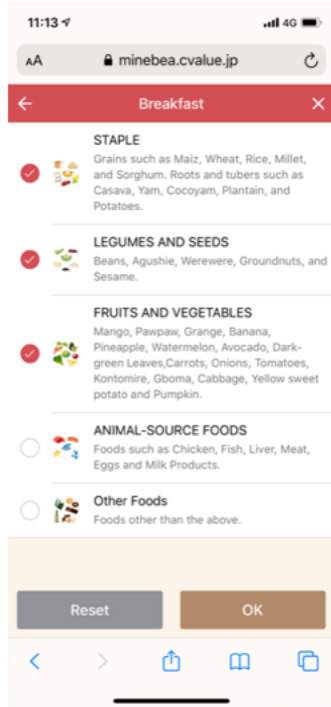 11:13
4G
AA
minebea.cvalue.jp
Breakfast
STAPLE
Grains such as Maiz, Wheat, Rice, Millet,
and Sorghum. Roots and tubers such as
Casava, Yam, Cocoyam, Plantain, and
Potatoes.
LEGUMES AND SEEDS
Beans, Agushie, Werewere, Groundnuts, and
Sesame.
FRUITS AND VEGETABLES
Mango, Pawpaw, Grange, Banana,
Pineapple, Watermelon, Avocado, Dark-
green Leaves,Carrots, Onions, Tomatoes,
Kontomire, Gboma, Cabbage, Yellow sweet
potato and Pumpkin.
ANIMAL-SOURCE FOODS
Foods such as Chicken, Fish, Liver, Meat,
Eggs and Milk Products.
Other Foods
Foods other than the above.
Reset
OK